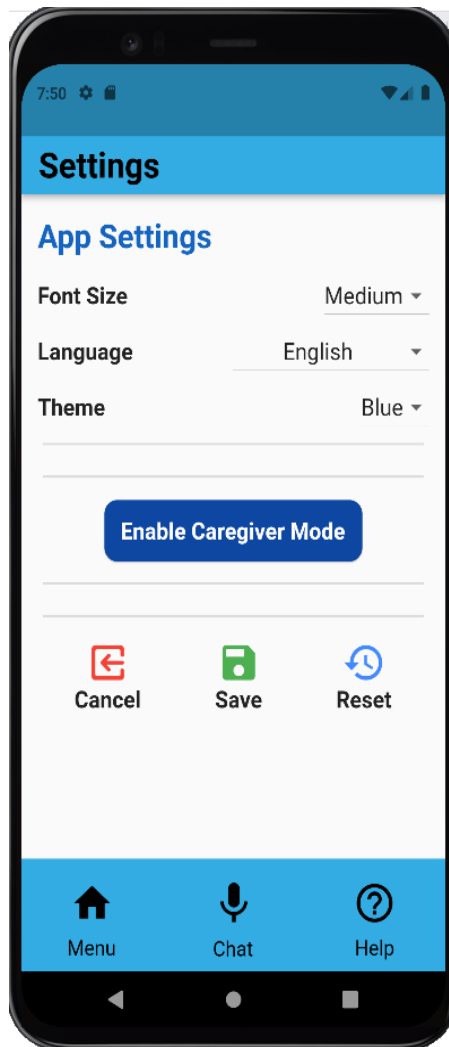 7:50
Settings
App Settings
Font Size Medium
Language English
Theme Blue
Enable Caregiver Mode
Cancel Save Reset
Menu Chat Help